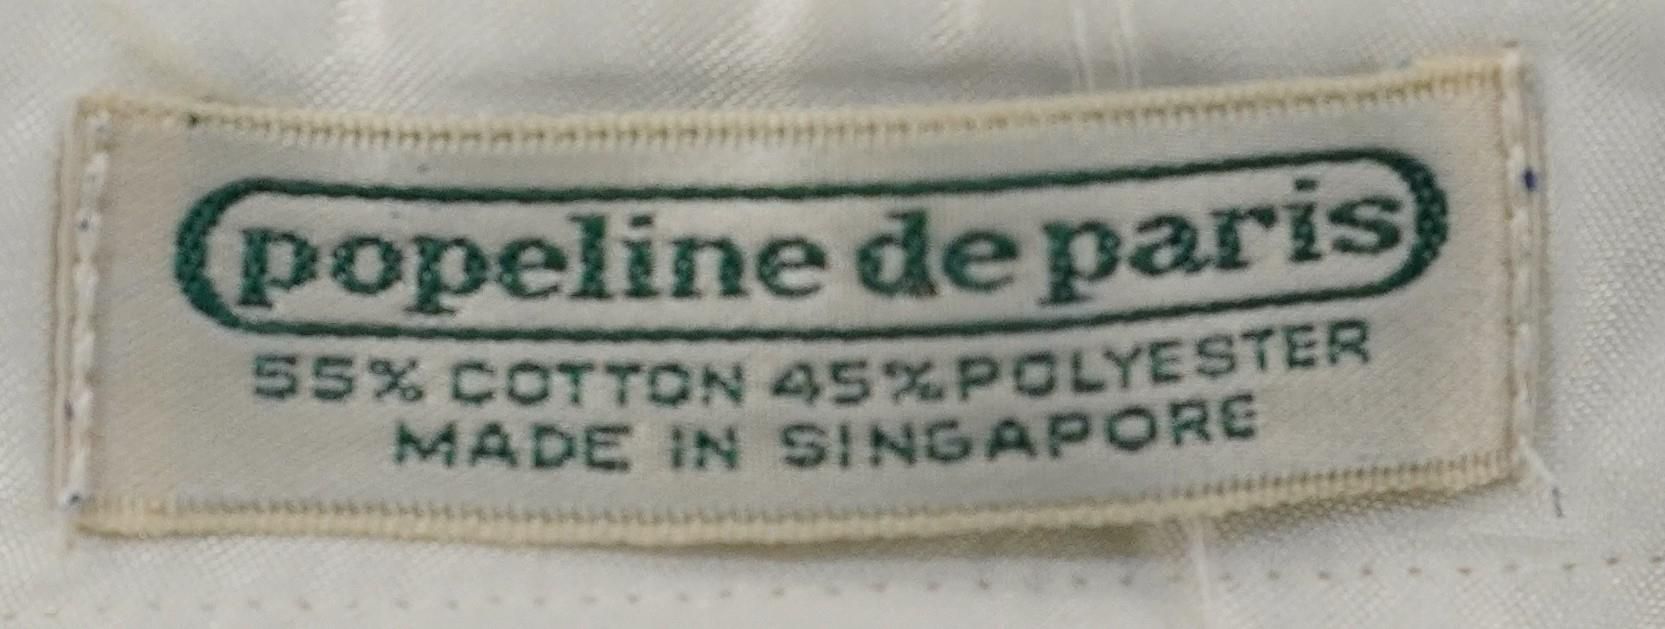 popeline de paris
55% COTTON 45% POLYESTER
MADE IN SINGAPORE